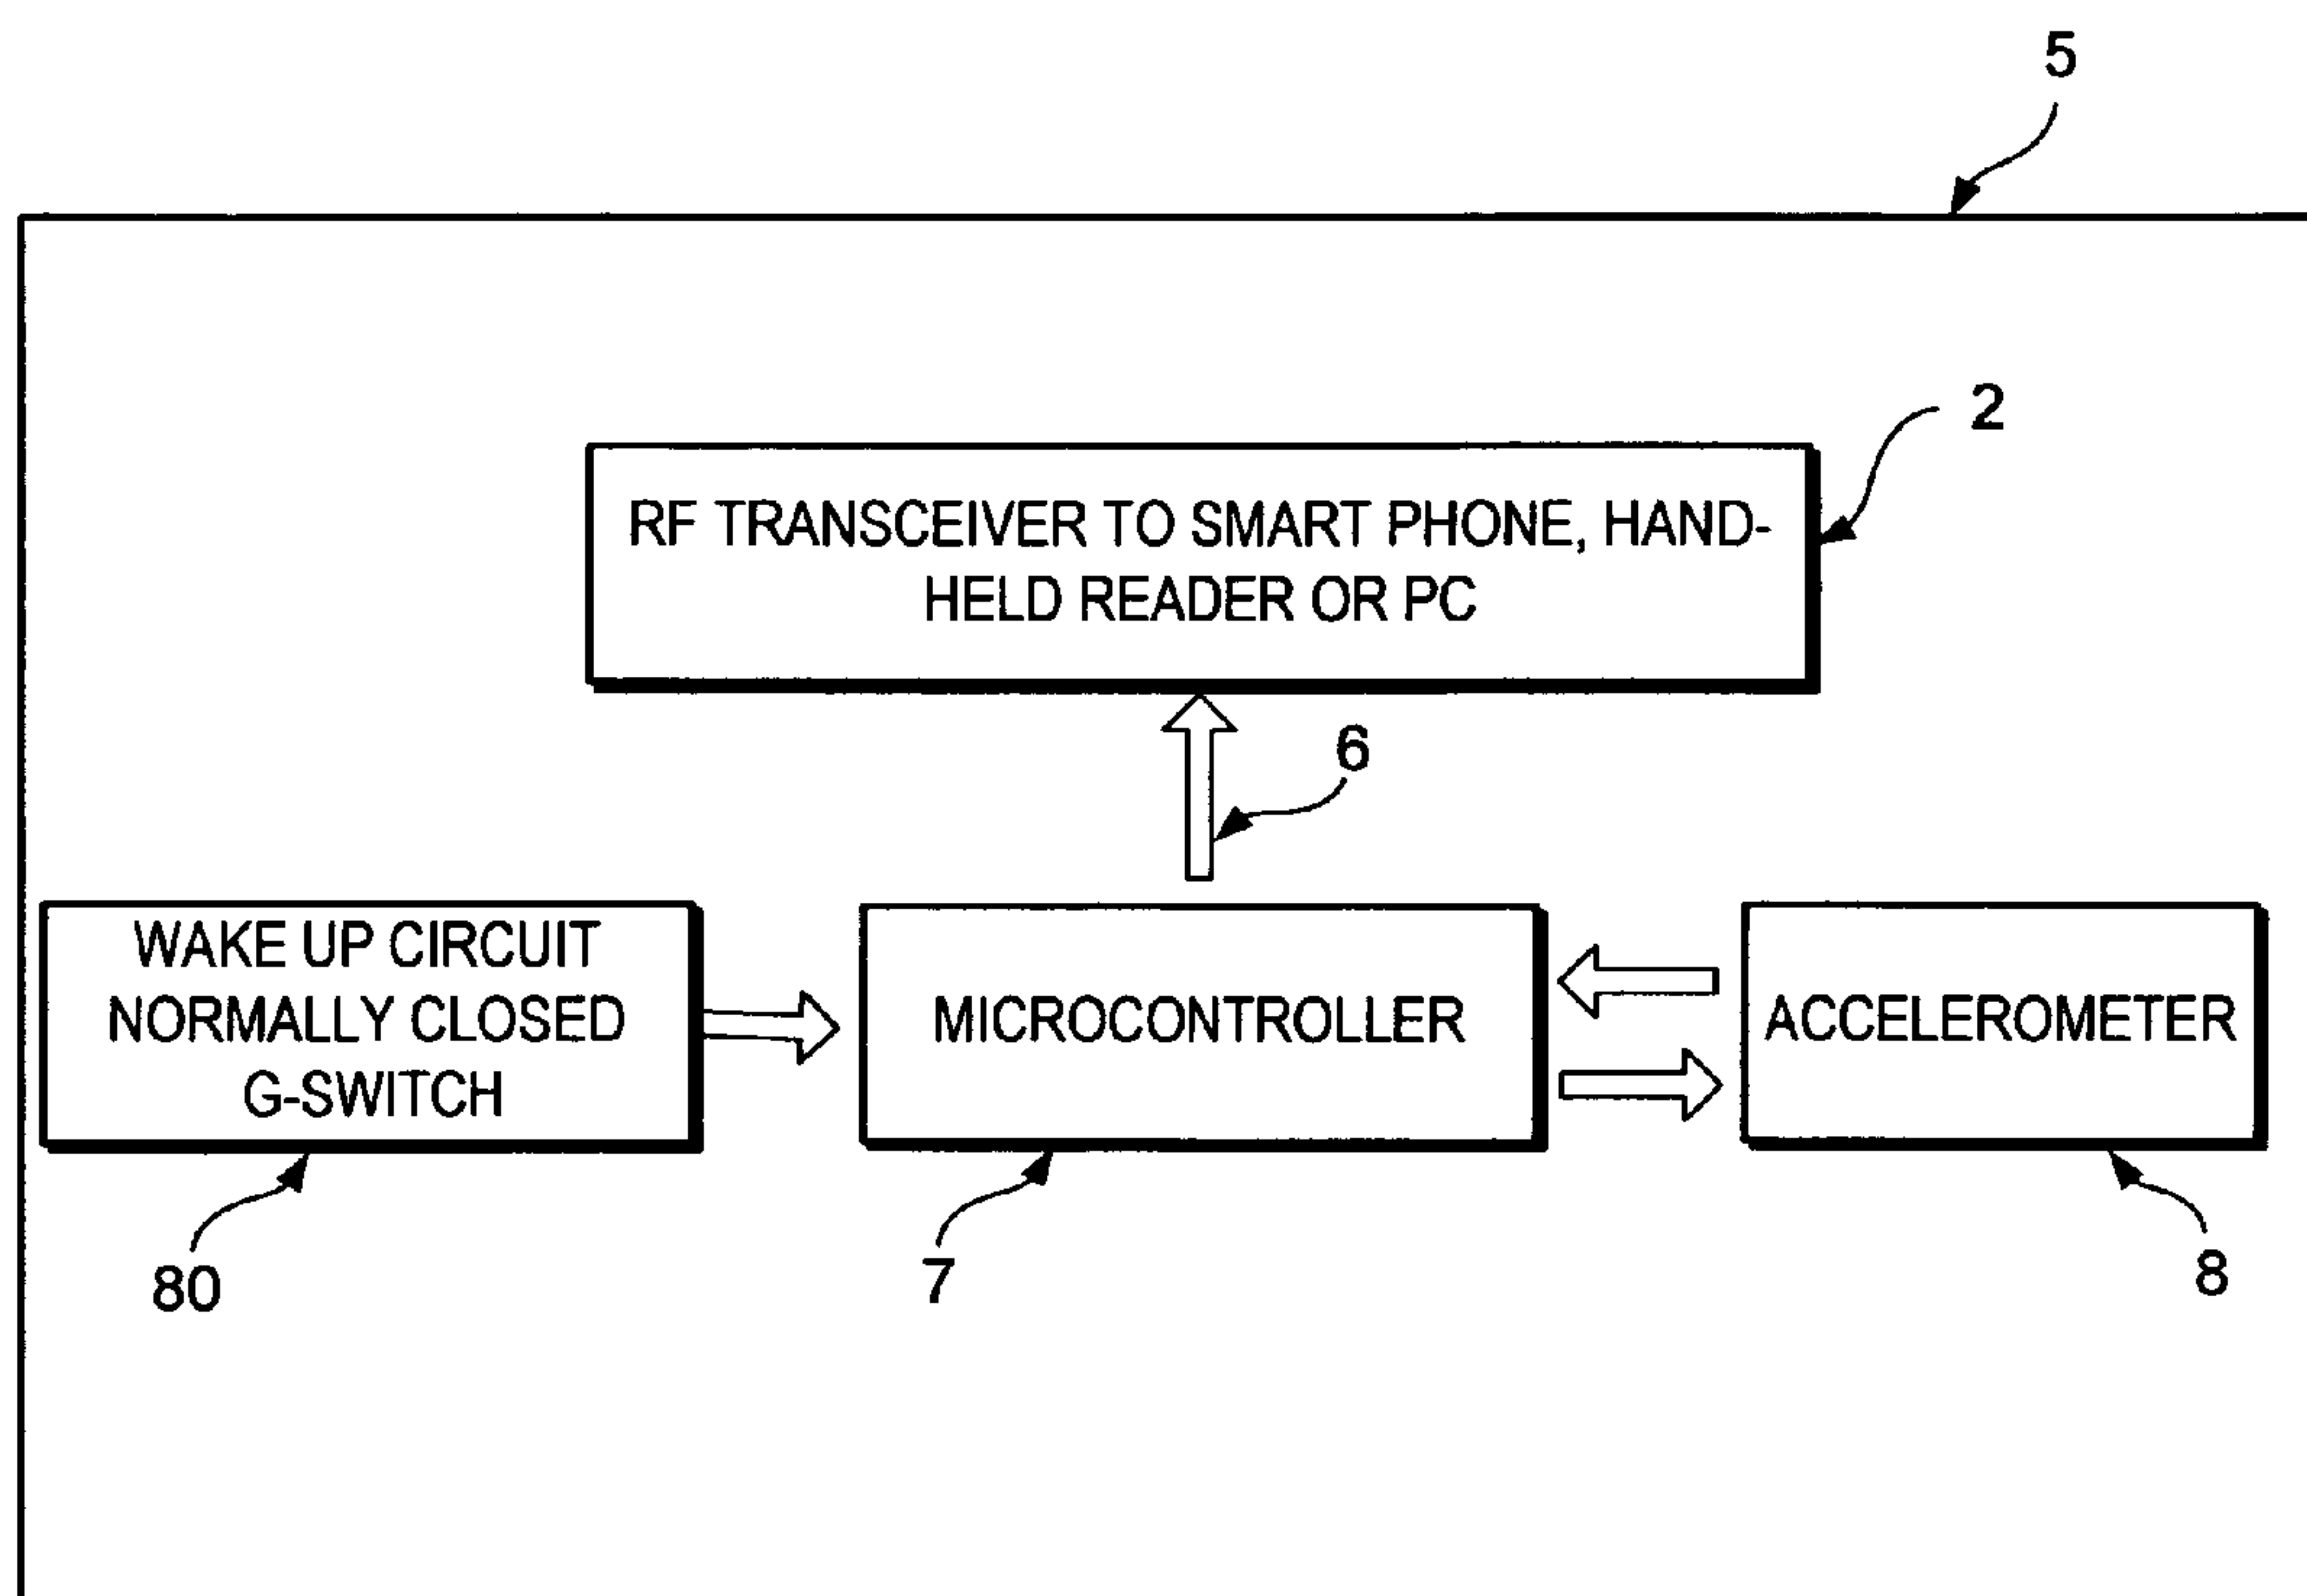 5
2
RF TRANSCEIVER TO SMART PHONE, HAND-
HELD READER OR PC
6
WAKE UP CIRCUIT
NORMALLY CLOSED
G-SWITCH
MICROCONTROLLER
ACCELEROMETER
80
7
8